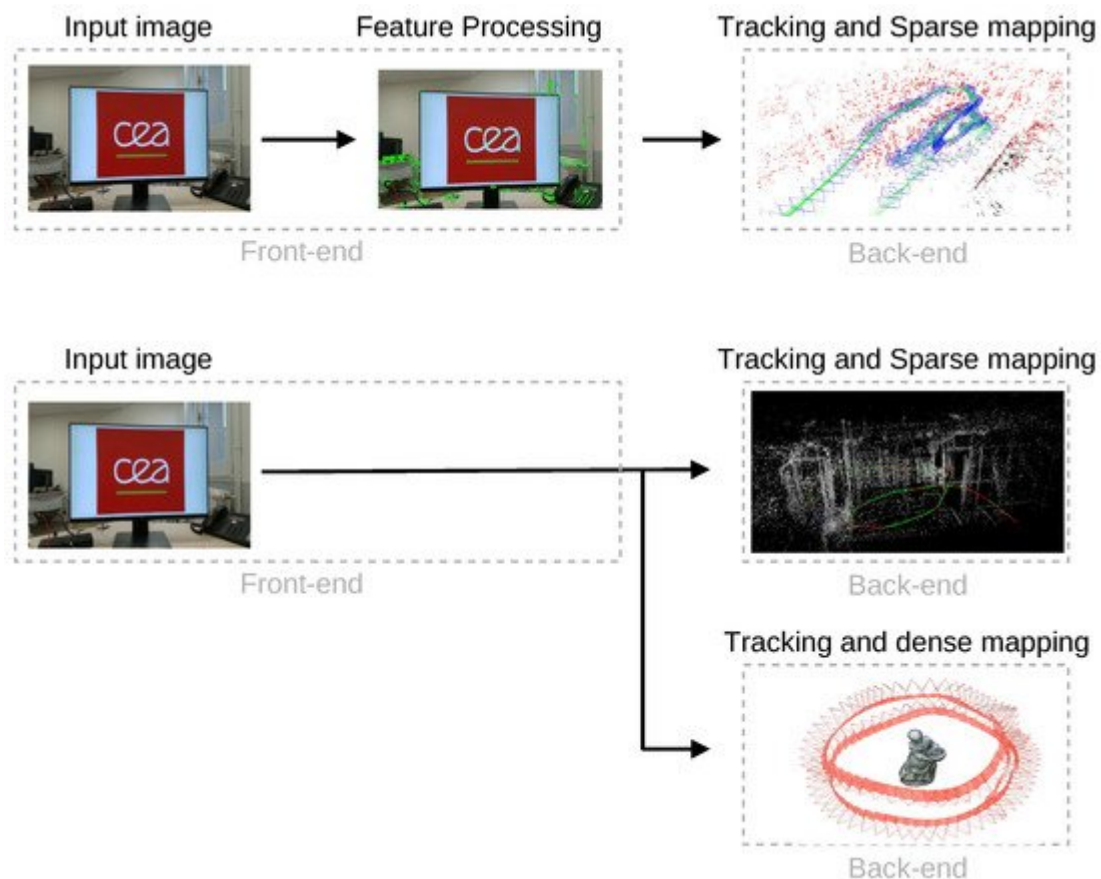 Input image
Feature Processing
Tracking and Sparse mapping
cea
cea
Front-end
Back-end
Input image
Tracking and Sparse mapping
cea
Front-end
Back-end
Tracking and dense mapping
Back-end